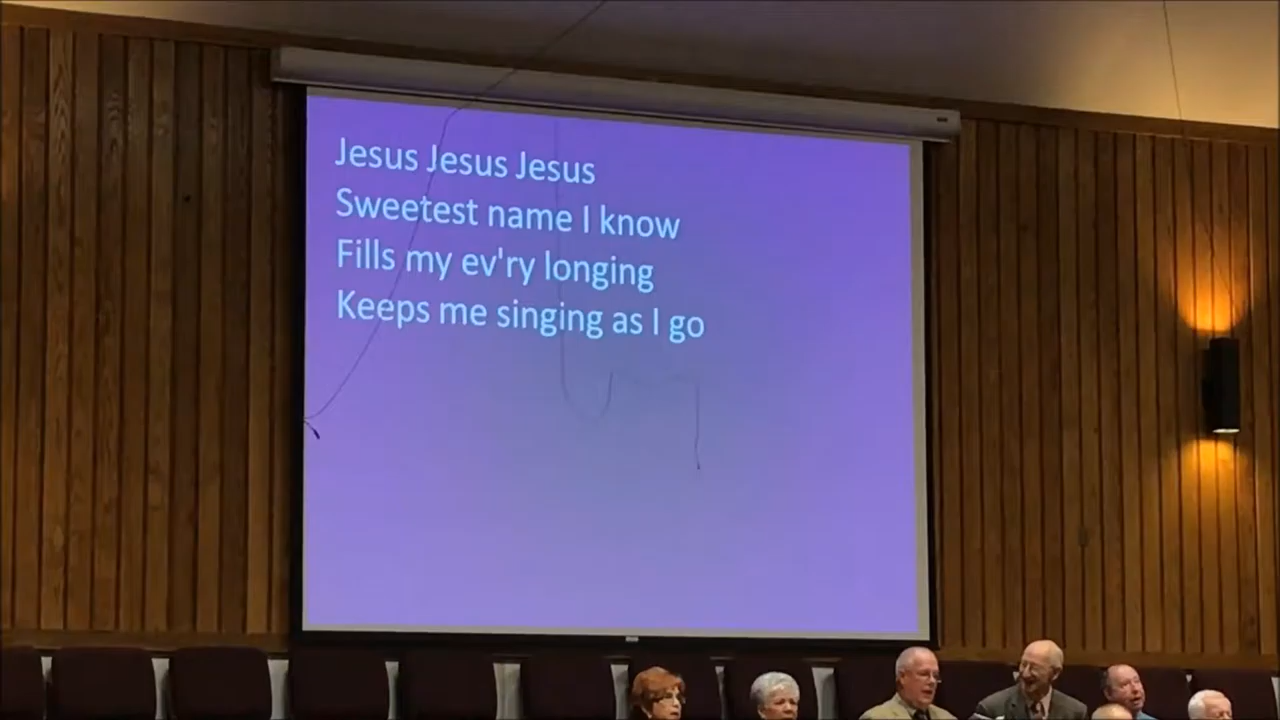 Jesus Jesus Jesus
Sweetest name I know
Fills my ev'ry longing
Keeps me singing as I go